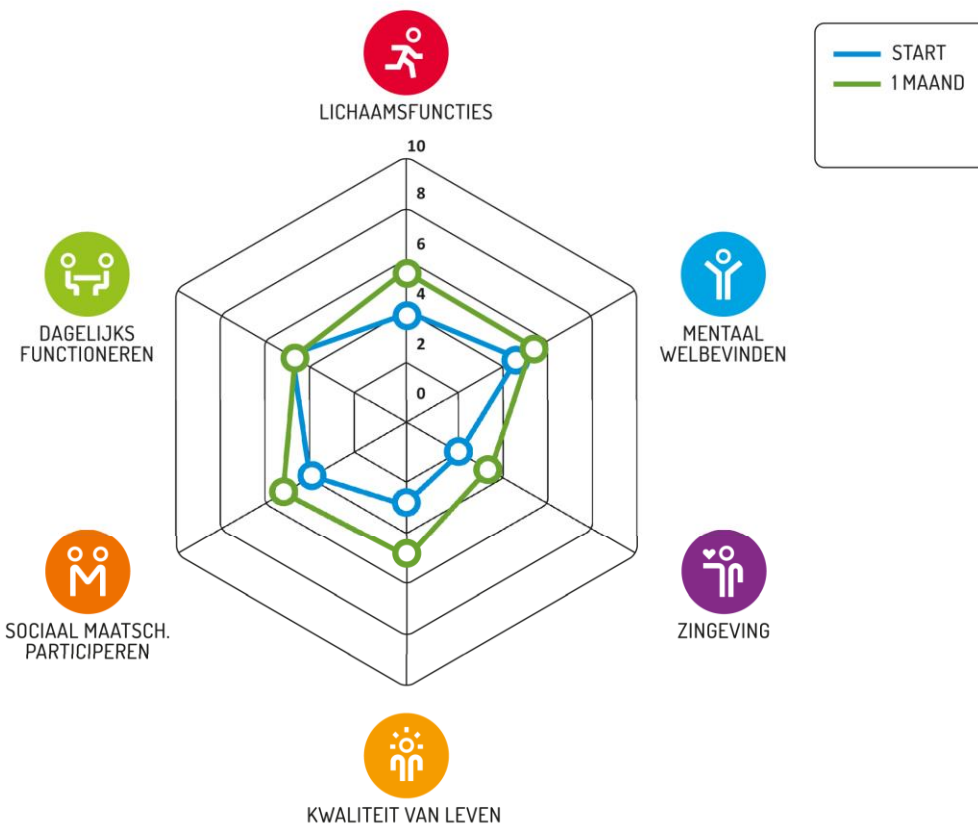 LICHAAMSFUNCTIES
START
1 MAAND
10
8
6
4
2
0
DAGELIJKS
FUNCTIONEREN
MENTAAL
WELBEVINDEN
SOCIAAL MAATSCH.
PARTICIPEREN
ZINGEVING
KWALITEIT VAN LEVEN